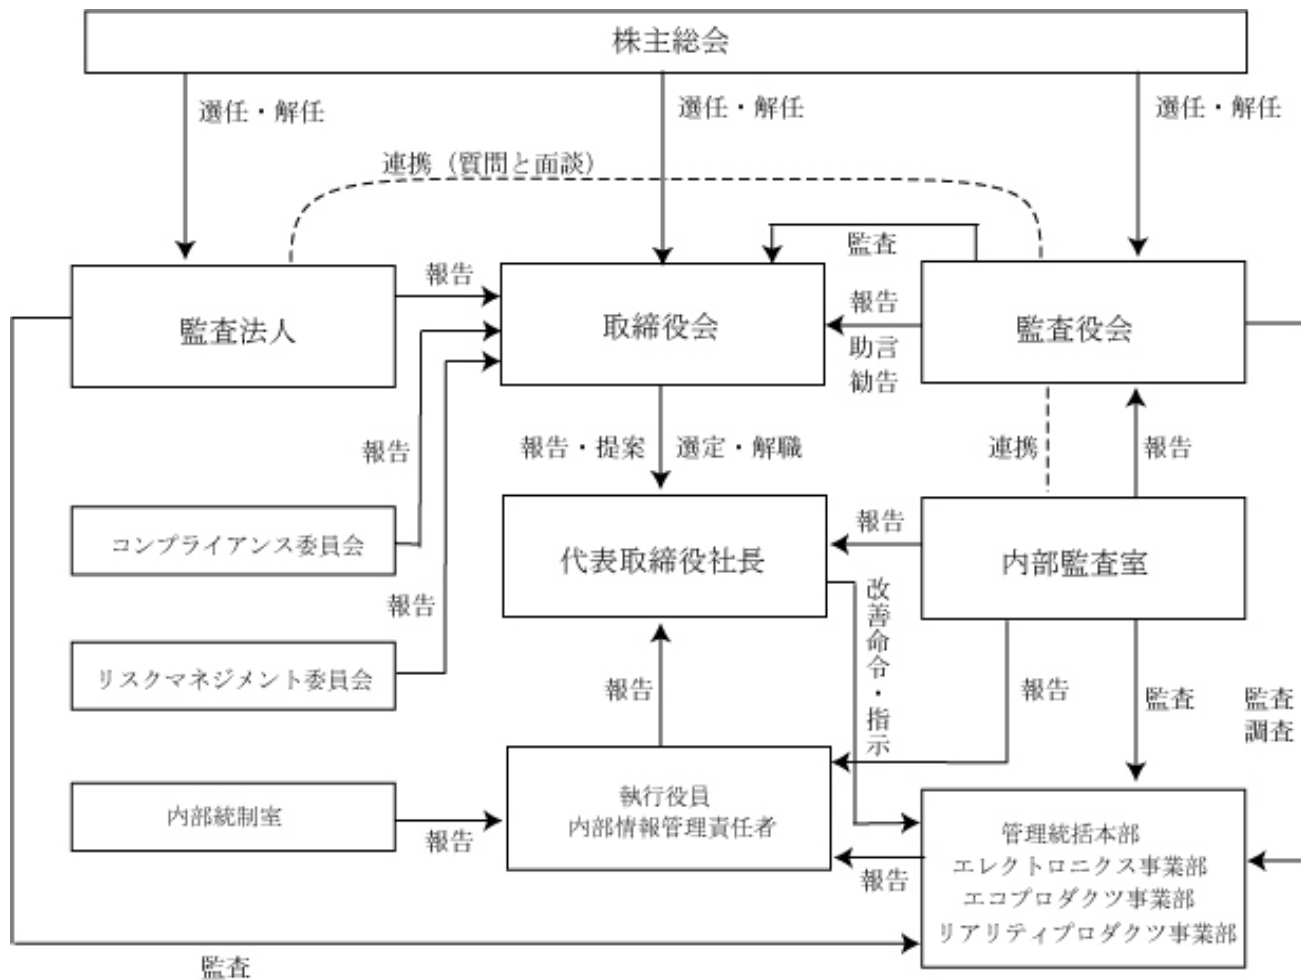 株主総会
選任・解任
選任・解任
選任・解任
連携（質問と面談）
監査
報告
報告
監査法人
取締役会
監査役会
助言
勧告
報告
報告・提案
選定・解職
連携
報告
コンプライアンス委員会
報告
代表取締役社長
内部監査室
報告
改善命令・指示
リスクマネジメント委員会
報告
報告
監査
監査
調査
内部統制室
報告
執行役員
内部情報管理責任者
報告
管理統括本部
エレクトロニクス事業部
エコプロダクツ事業部
リアリティプロダクツ事業部
監査